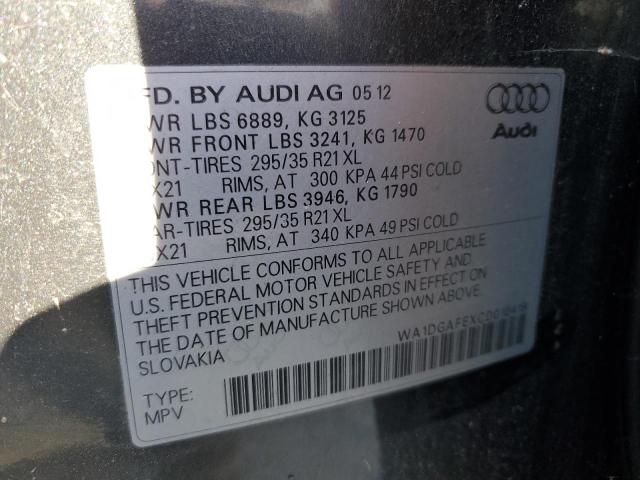 FD. BY AUDI AG 05 12
WR LBS 6889, KG 3125
WR FRONT LBS 3241, KG 1470
ONT-TIRES 295/35 R21 XL
X21 RIMS, AT 300 KPA 44 PSI COLD
WR REAR LBS 3946, KG 1790
AR-TIRES 295/35 R21 XL
X21 RIMS, AT 340 KPA 49 PSI COLD
Audi
THIS VEHICLE CONFORMS TO ALL APPLICABLE
U.S. FEDERAL MOTOR VEHICLE SAFETY AND
THEFT PREVENTION STANDARDS IN EFFECT ON
THE DATE OF MANUFACTURE SHOWN ABOVE.
SLOVAKIA
TYPE:
MPV